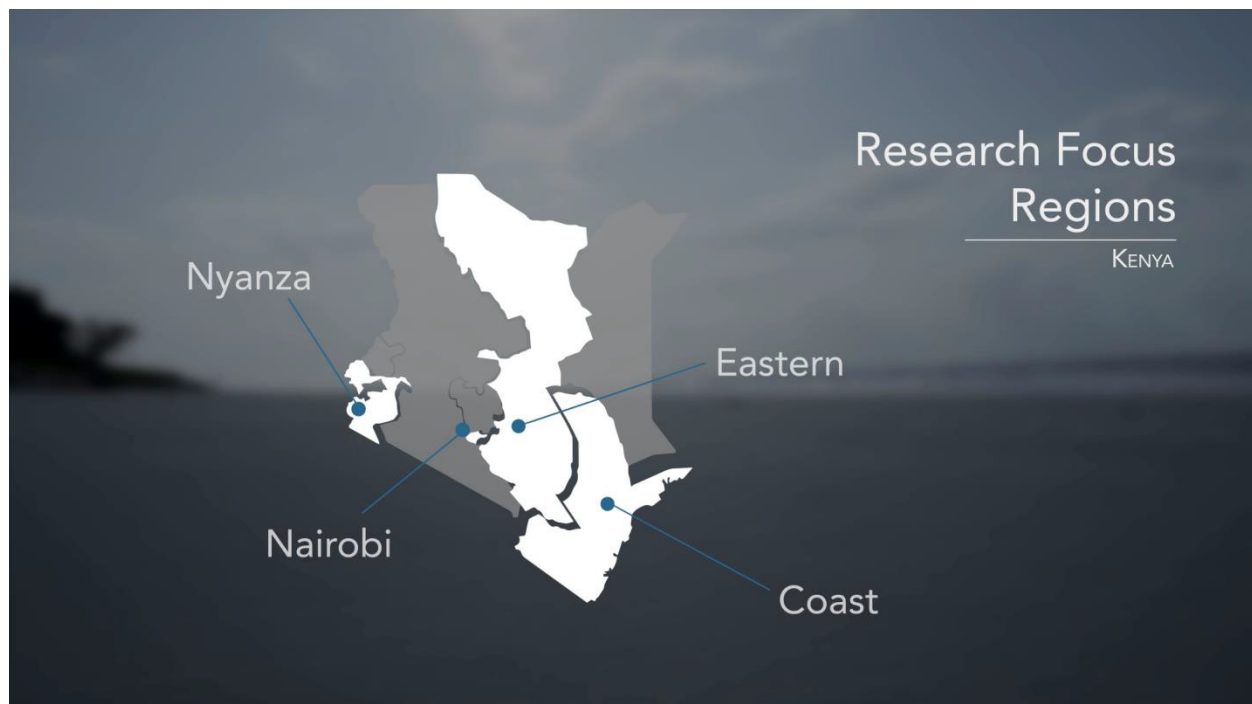 Research Focus
Regions
KENYA
Nyanza
Eastern
Nairobi
Coast